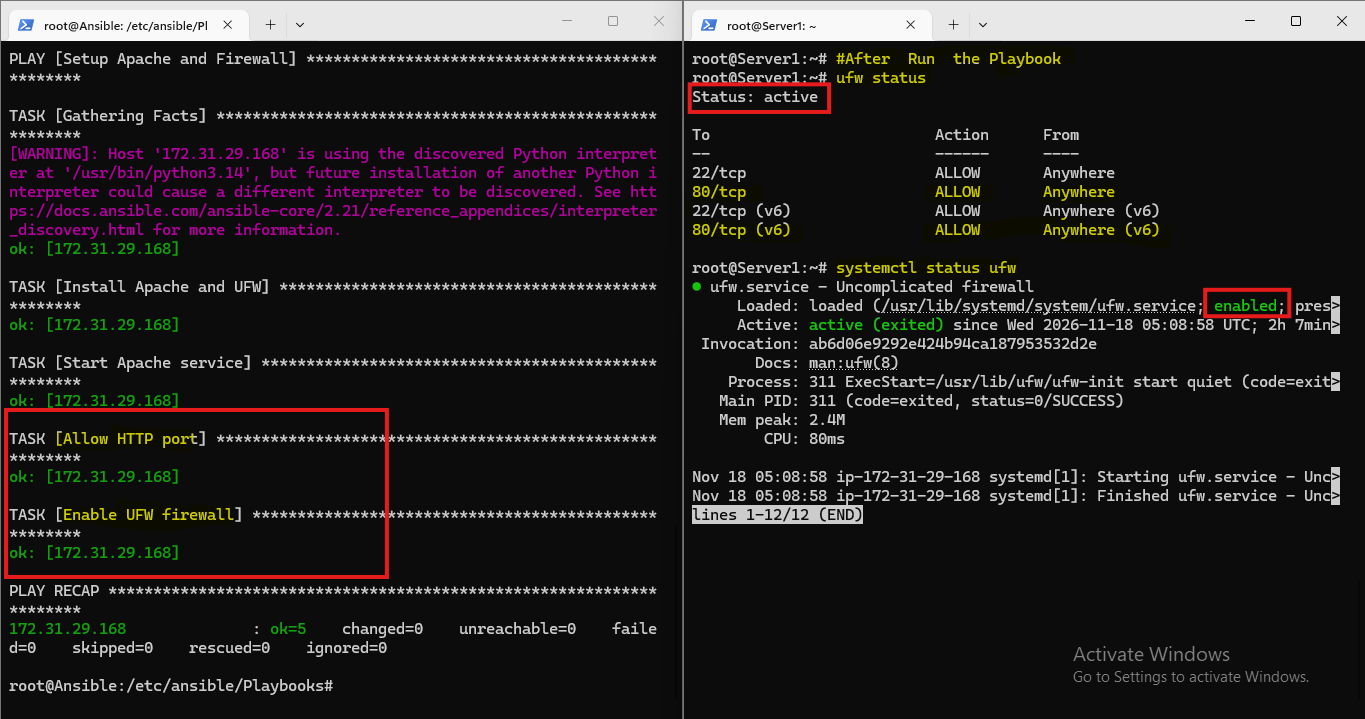 root@Ansible: /etc/ansible/Pl
PLAY [Setup Apache and Firewall] ***************************************
********
TASK [Gathering Facts] *************************************************
********
[WARNING]: Host '172.31.29.168' is using the discovered Python interpret
er at '/usr/bin/python3.14', but future installation of another Python i
nterpreter could cause a different interpreter to be discovered. See htt
ps://docs.ansible.com/ansible-core/2.21/reference_appendices/interpreter
_discovery.html for more information.
ok: [172.31.29.168]
TASK [Install Apache and UFW] ******************************************
********
ok: [172.31.29.168]
TASK [Start Apache service] ********************************************
********
ok: [172.31.29.168]
TASK [Allow HTTP port] *************************************************
********
ok: [172.31.29.168]
TASK [Enable UFW firewall] *********************************************
********
ok: [172.31.29.168]
PLAY RECAP *************************************************************
********
172.31.29.168              : ok=5    changed=0    unreachable=0    faile
d=0    skipped=0    rescued=0    ignored=0
root@Ansible:/etc/ansible/Playbooks#
root@Server1: ~
root@Server1:~# #After  Run  the Playbook
root@Server1:~# ufw status
Status: active
To                         Action      From
--                         ------      ----
22/tcp                     ALLOW       Anywhere
80/tcp                     ALLOW       Anywhere
22/tcp (v6)                ALLOW       Anywhere (v6)
80/tcp (v6)                ALLOW       Anywhere (v6)
root@Server1:~# systemctl status ufw
● ufw.service - Uncomplicated firewall
     Loaded: loaded (/usr/lib/systemd/system/ufw.service; enabled; pres>
     Active: active (exited) since Wed 2026-11-18 05:08:58 UTC; 2h 7min>
 Invocation: ab6d06e9292e424b94ca187953532d2e
       Docs: man:ufw(8)
    Process: 311 ExecStart=/usr/lib/ufw/ufw-init start quiet (code=exit>
   Main PID: 311 (code=exited, status=0/SUCCESS)
   Mem peak: 2.4M
        CPU: 80ms
Nov 18 05:08:58 ip-172-31-29-168 systemd[1]: Starting ufw.service - Unc>
Nov 18 05:08:58 ip-172-31-29-168 systemd[1]: Finished ufw.service - Unc>
lines 1-12/12 (END)
Activate Windows
Go to Settings to activate Windows.